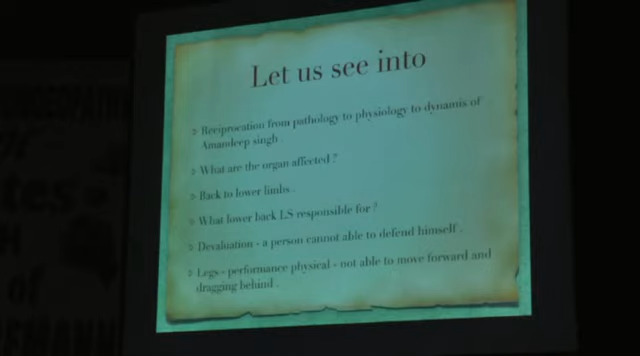 Let us see into
Reciprocation from pathology to physiology to dynamis of
Amandeep singh .
What are the organ affected ?
Back to lower limbs .
What lower back LS responsible for ?
Devaluation - a person cannot able to defend himself .
Legs - performance physical - not able to move forward and
dragging behind .